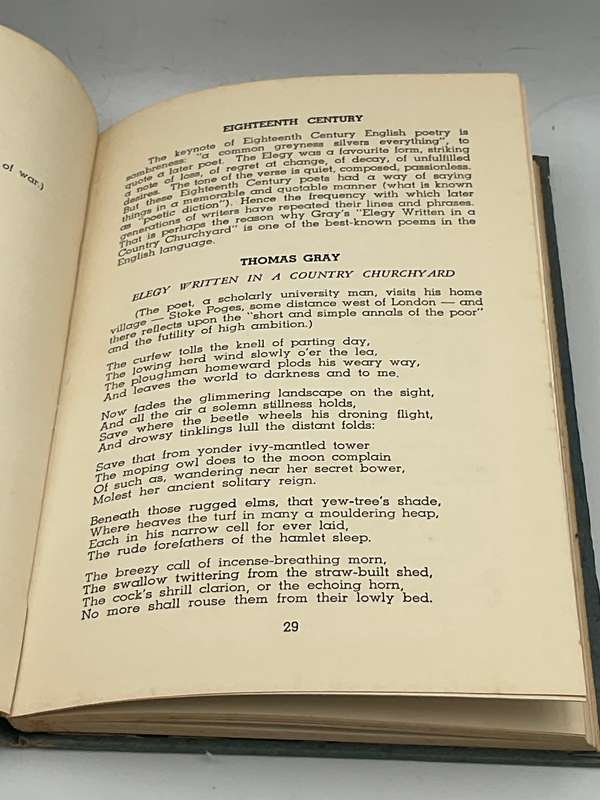 of war.)
EIGHTEENTH CENTURY
The keynote of Eighteenth Century English poetry is
sombreness: "a common greyness silvers everything", to
quote a later poet. The Elegy was a favourite form, striking
a note of loss, of regret at change, of decay, of unfulfilled
desires. The tone of the verse is quiet, composed, passionless.
But these Eighteenth Century poets had a way of saying
things in a memorable and quotable manner (what is known
as "poetic diction"). Hence the frequency with which later
generations of writers have repeated their lines and phrases.
That is perhaps the reason why Gray's "Elegy Written in a
Country Churchyard" is one of the best-known poems in the
English language.
THOMAS GRAY
ELEGY WRITTEN IN A COUNTRY CHURCHYARD
(The poet, a scholarly university man, visits his home
village — Stoke Poges, some distance west of London — and
there reflects upon the "short and simple annals of the poor"
and the futility of high ambition.)
The curfew tolls the knell of parting day,
The lowing herd wind slowly o'er the lea,
The ploughman homeward plods his weary way,
And leaves the world to darkness and to me.
Now fades the glimmering landscape on the sight,
And all the air a solemn stillness holds,
Save where the beetle wheels his droning flight,
And drowsy tinklings lull the distant folds:
Save that from yonder ivy-mantled tower
The moping owl does to the moon complain
Of such as, wandering near her secret bower,
Molest her ancient solitary reign.
Beneath those rugged elms, that yew-tree's shade,
Where heaves the turf in many a mouldering heap,
Each in his narrow cell for ever laid,
The rude forefathers of the hamlet sleep.
The breezy call of incense-breathing morn,
The swallow twittering from the straw-built shed,
The cock's shrill clarion, or the echoing horn,
No more shall rouse them from their lowly bed.
29